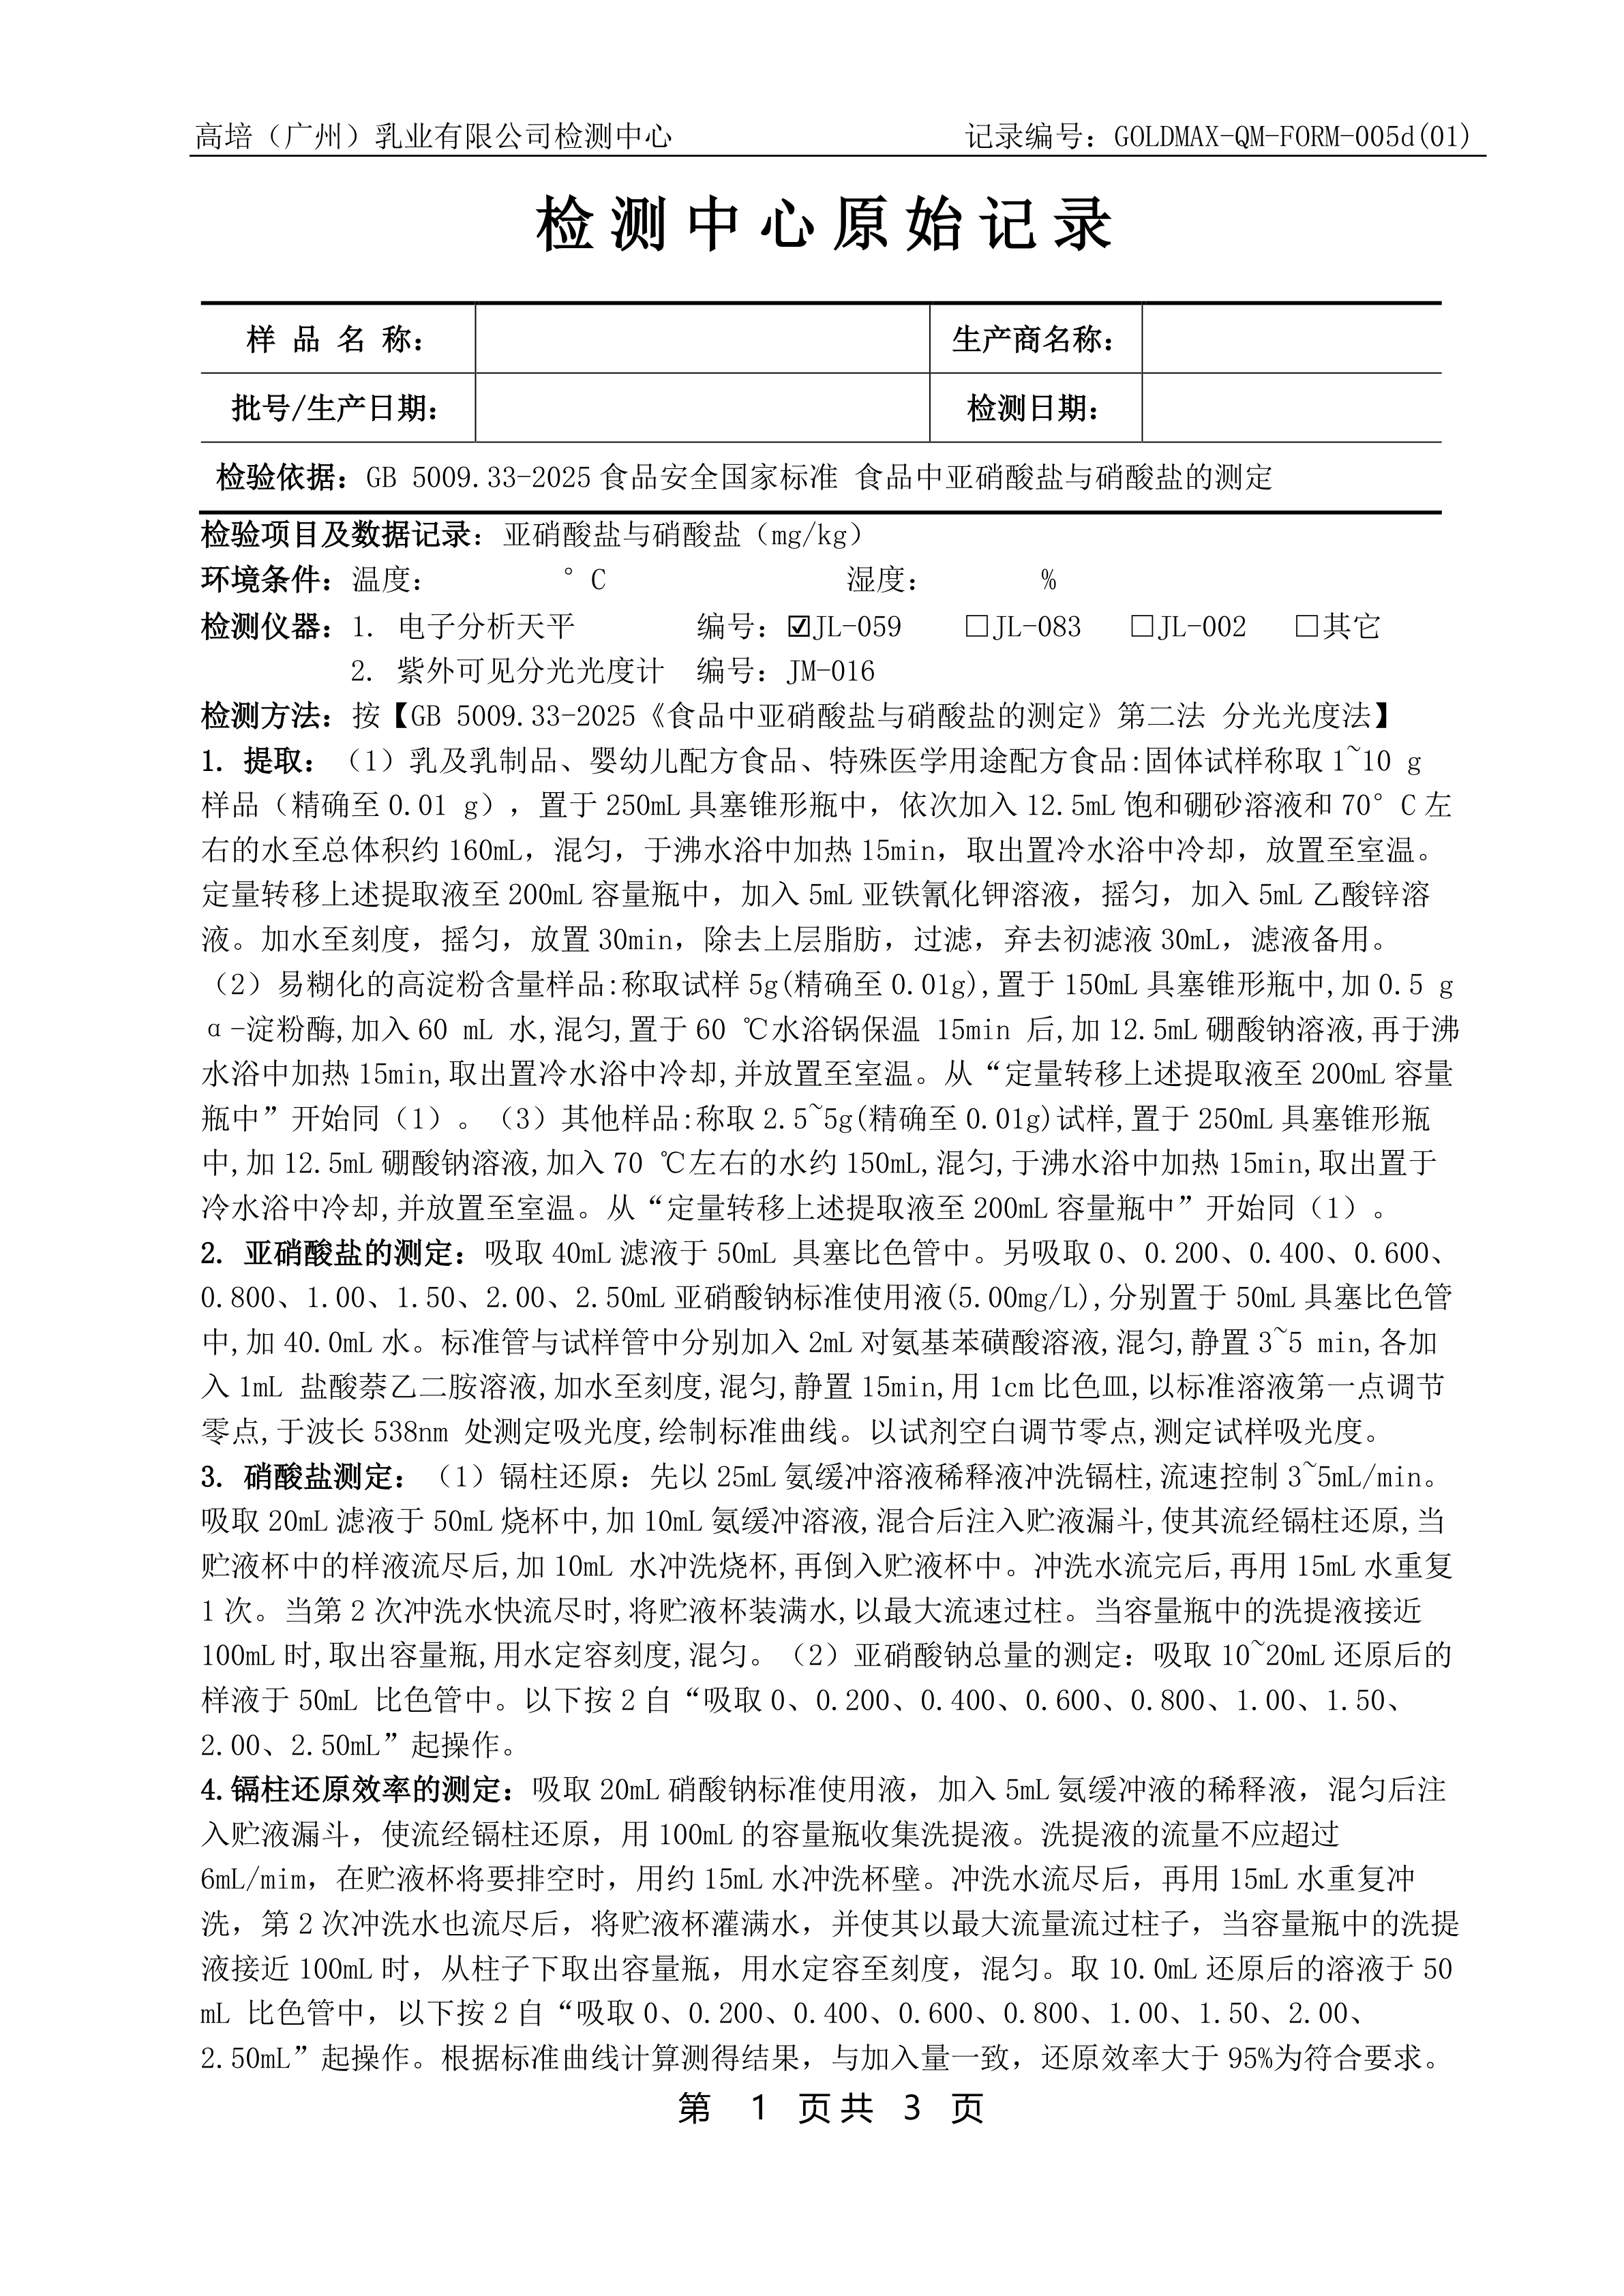 高培（广州）乳业有限公司检测中心 记录编号：GOLDMAX-QM-FORM-005d(01)
检测中心原始记录
样 品 名 称： 生产商名称：
批号/生产日期： 检测日期：
检验依据：GB 5009.33-2025 食品安全国家标准 食品中亚硝酸盐与硝酸盐的测定
检验项目及数据记录：亚硝酸盐与硝酸盐（mg/kg）
环境条件：温度： °C 湿度： %
检测仪器：1. 电子分析天平 编号：☑JL-059 □JL-083 □JL-002 □其它
2. 紫外可见分光光度计 编号：JM-016
检测方法：按【GB 5009.33-2025《食品中亚硝酸盐与硝酸盐的测定》第二法 分光光度法】
1. 提取：（1）乳及乳制品、婴幼儿配方食品、特殊医学用途配方食品:固体试样称取 1~10 g
样品（精确至 0.01 g），置于 250mL 具塞锥形瓶中，依次加入 12.5mL 饱和硼砂溶液和 70°C 左
右的水至总体积约 160mL，混匀，于沸水浴中加热 15min，取出置冷水浴中冷却，放置至室温。
定量转移上述提取液至 200mL 容量瓶中，加入 5mL 亚铁氰化钾溶液，摇匀，加入 5mL 乙酸锌溶
液。加水至刻度，摇匀，放置 30min，除去上层脂肪，过滤，弃去初滤液 30mL，滤液备用。
（2）易糊化的高淀粉含量样品:称取试样 5g(精确至 0.01g),置于 150mL 具塞锥形瓶中,加 0.5 g
α-淀粉酶,加入 60 mL 水,混匀,置于 60 ℃水浴锅保温 15min 后,加 12.5mL 硼酸钠溶液,再于沸
水浴中加热 15min,取出置冷水浴中冷却,并放置至室温。从“定量转移上述提取液至 200mL 容量
瓶中”开始同（1）。（3）其他样品:称取 2.5~5g(精确至 0.01g)试样,置于 250mL 具塞锥形瓶
中,加 12.5mL 硼酸钠溶液,加入 70 ℃左右的水约 150mL,混匀,于沸水浴中加热 15min,取出置于
冷水浴中冷却,并放置至室温。从“定量转移上述提取液至 200mL 容量瓶中”开始同（1）。
2. 亚硝酸盐的测定：吸取 40mL 滤液于 50mL 具塞比色管中。另吸取 0、0.200、0.400、0.600、
0.800、1.00、1.50、2.00、2.50mL 亚硝酸钠标准使用液(5.00mg/L),分别置于 50mL 具塞比色管
中,加 40.0mL 水。标准管与试样管中分别加入 2mL 对氨基苯磺酸溶液,混匀,静置 3~5 min,各加
入 1mL 盐酸萘乙二胺溶液,加水至刻度,混匀,静置 15min,用 1cm 比色皿,以标准溶液第一点调节
零点,于波长 538nm 处测定吸光度,绘制标准曲线。以试剂空白调节零点,测定试样吸光度。
3. 硝酸盐测定：（1）镉柱还原：先以 25mL 氨缓冲溶液稀释液冲洗镉柱,流速控制 3~5mL/min。
吸取 20mL 滤液于 50mL 烧杯中,加 10mL 氨缓冲溶液,混合后注入贮液漏斗,使其流经镉柱还原,当
贮液杯中的样液流尽后,加 10mL 水冲洗烧杯,再倒入贮液杯中。冲洗水流完后,再用 15mL 水重复
1 次。当第 2 次冲洗水快流尽时,将贮液杯装满水,以最大流速过柱。当容量瓶中的洗提液接近
100mL 时,取出容量瓶,用水定容刻度,混匀。（2）亚硝酸钠总量的测定：吸取 10~20mL 还原后的
样液于 50mL 比色管中。以下按 2 自“吸取 0、0.200、0.400、0.600、0.800、1.00、1.50、
2.00、2.50mL”起操作。
4.镉柱还原效率的测定：吸取 20mL 硝酸钠标准使用液，加入 5mL 氨缓冲液的稀释液，混匀后注
入贮液漏斗，使流经镉柱还原，用 100mL 的容量瓶收集洗提液。洗提液的流量不应超过
6mL/mim，在贮液杯将要排空时，用约 15mL 水冲洗杯壁。冲洗水流尽后，再用 15mL 水重复冲
洗，第 2 次冲洗水也流尽后，将贮液杯灌满水，并使其以最大流量流过柱子，当容量瓶中的洗提
液接近 100mL 时，从柱子下取出容量瓶，用水定容至刻度，混匀。取 10.0mL 还原后的溶液于 50
mL 比色管中，以下按 2 自“吸取 0、0.200、0.400、0.600、0.800、1.00、1.50、2.00、
2.50mL”起操作。根据标准曲线计算测得结果，与加入量一致，还原效率大于 95%为符合要求。
第 1 页共 3 页